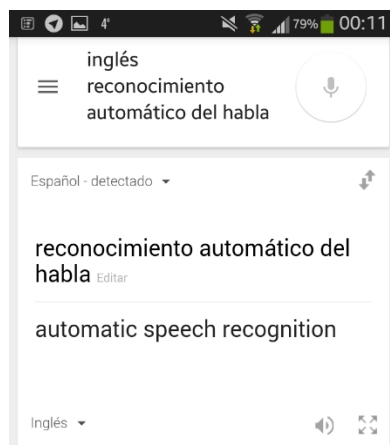 4° 79% 00:11
inglés
reconocimiento
automático del habla
Español - detectado
reconocimiento automático del
habla Editar
automatic speech recognition
Inglés